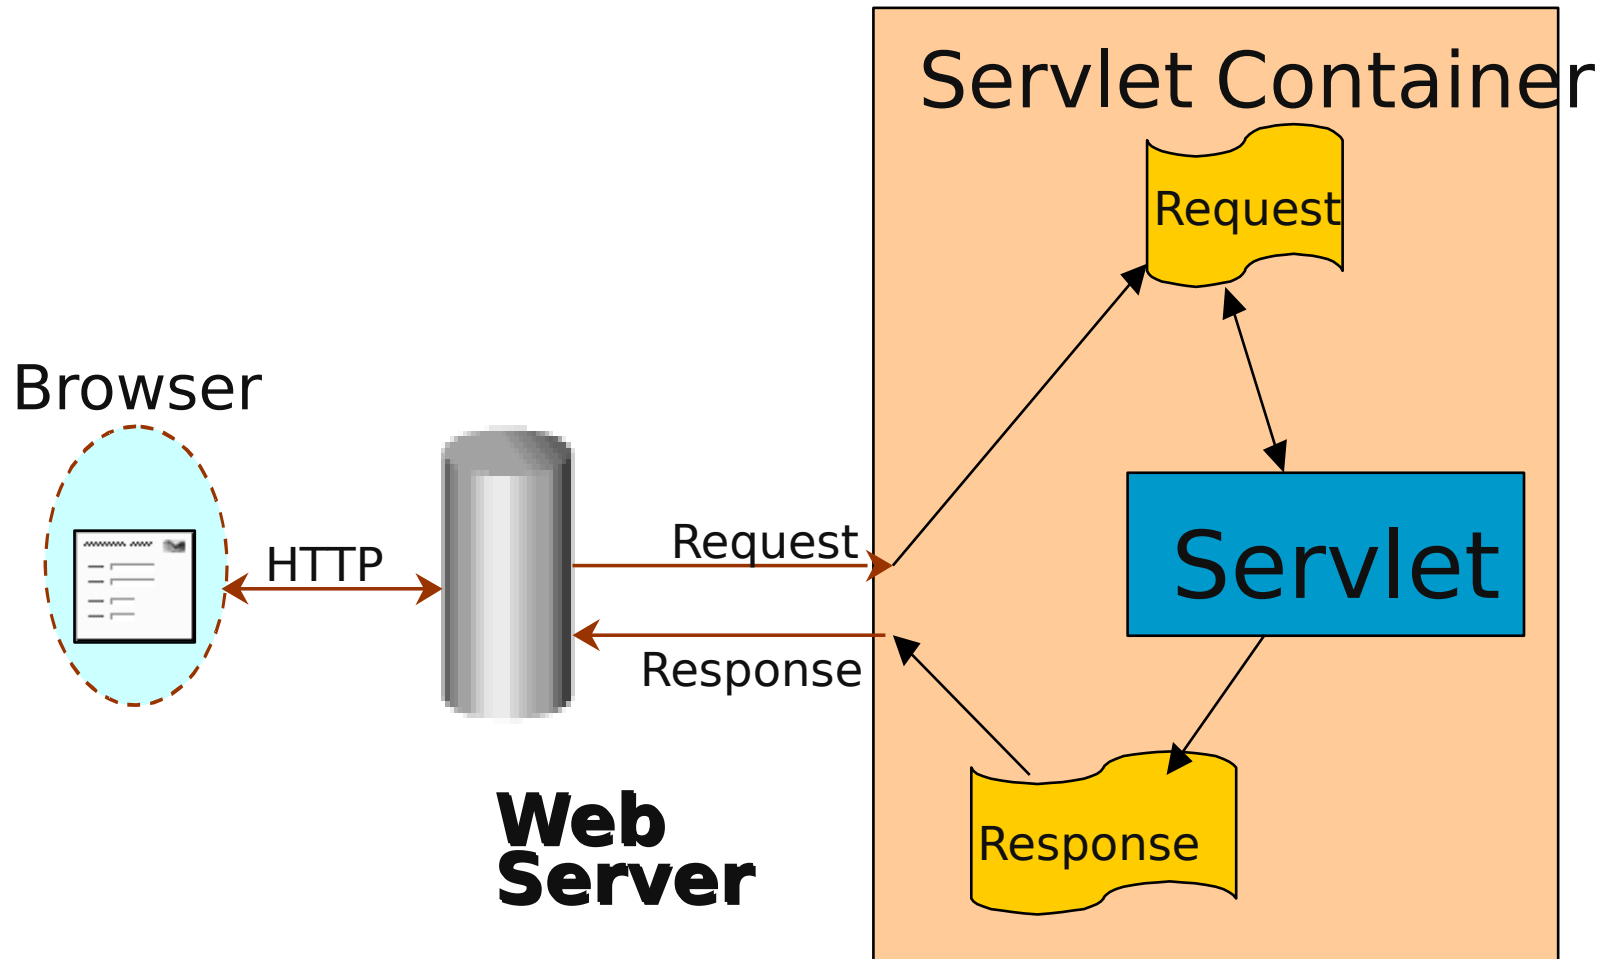 Servlet Container
Request
Browser
HTTP
Request
Servlet
Response
Web
Server
Response